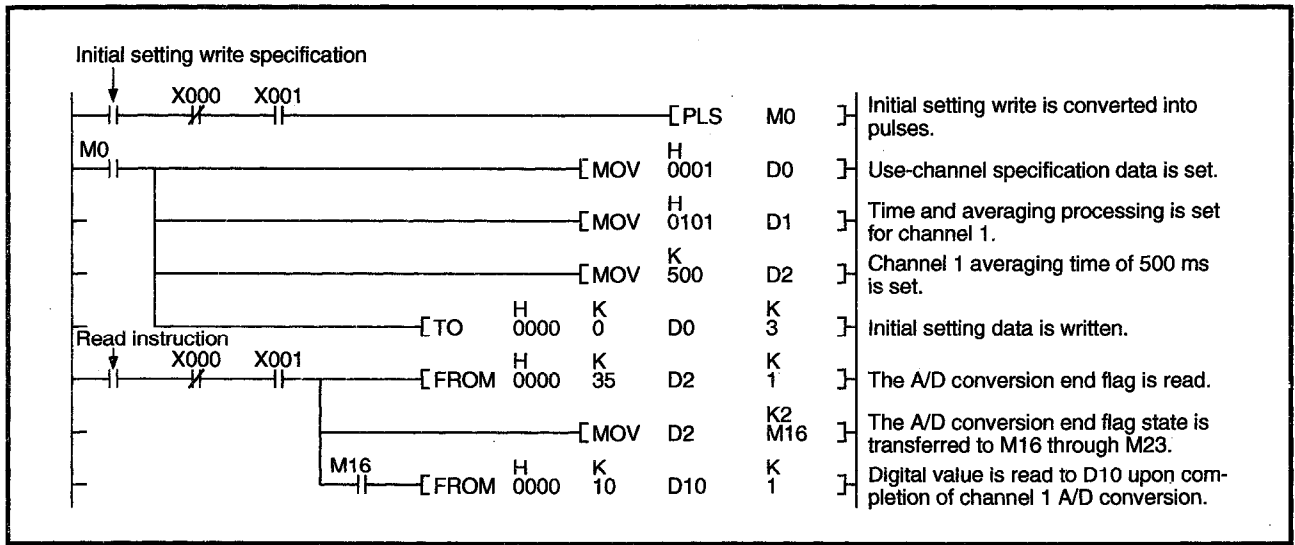 Initial setting write specification
X000 X001
[ PLS M0 ] Initial setting write is converted into
pulses.
M0
H
[ MOV 0001 D0 ] Use-channel specification data is set.
H
[ MOV 0101 D1 ] Time and averaging processing is set
for channel 1.
K
[ MOV 500 D2 ] Channel 1 averaging time of 500 ms
is set.
H K K
[ TO 0000 0 D0 3 ] Initial setting data is written.
Read instruction
X000 X001
H K K
[ FROM 0000 35 D2 1 ] The A/D conversion end flag is read.
K2
[ MOV D2 M16 ] The A/D conversion end flag state is
transferred to M16 through M23.
M16
H K K
[ FROM 0000 10 D10 1 ] Digital value is read to D10 upon com-
pletion of channel 1 A/D conversion.